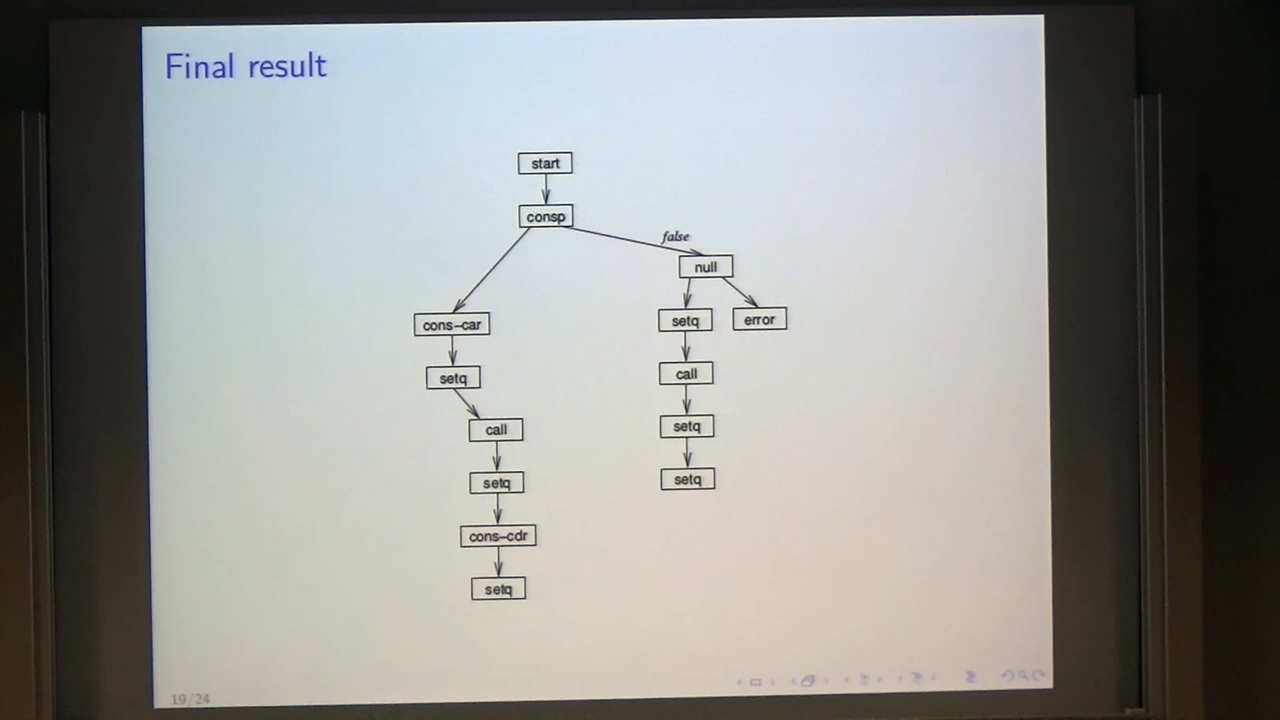 Final result
start
consp
false
null
cons-car
setq
error
setq
call
call
setq
setq
setq
cons-cdr
setq
19/24